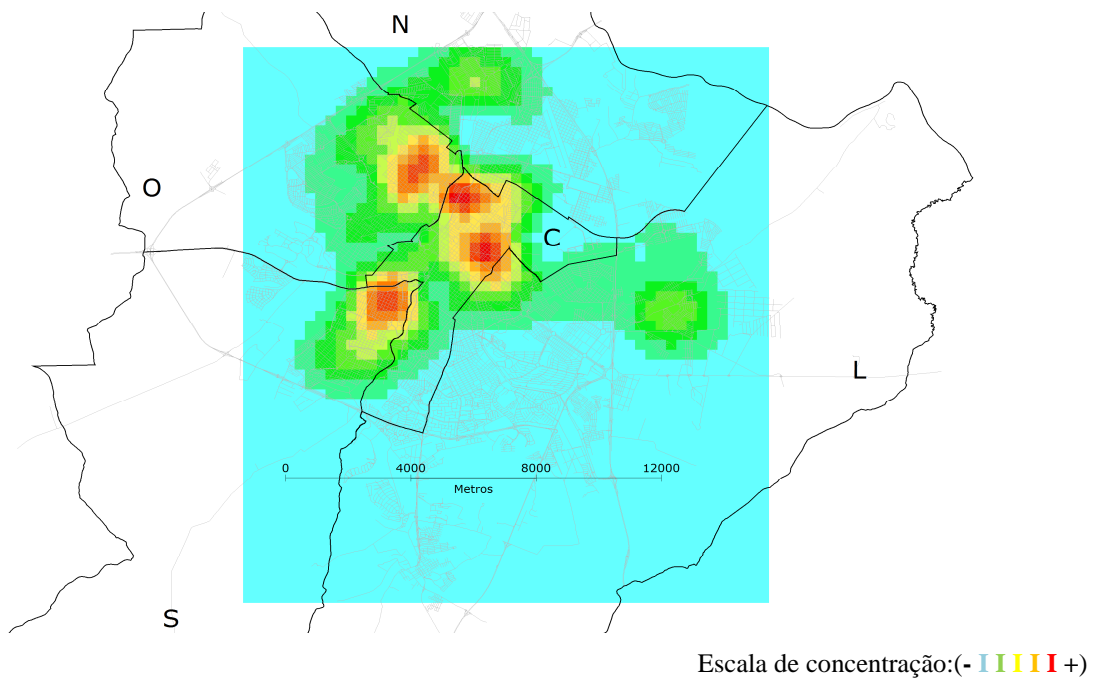 N
O
C
L
0 4000 8000 12000
Metros
S
Escala de concentração:(- I I I I I +)